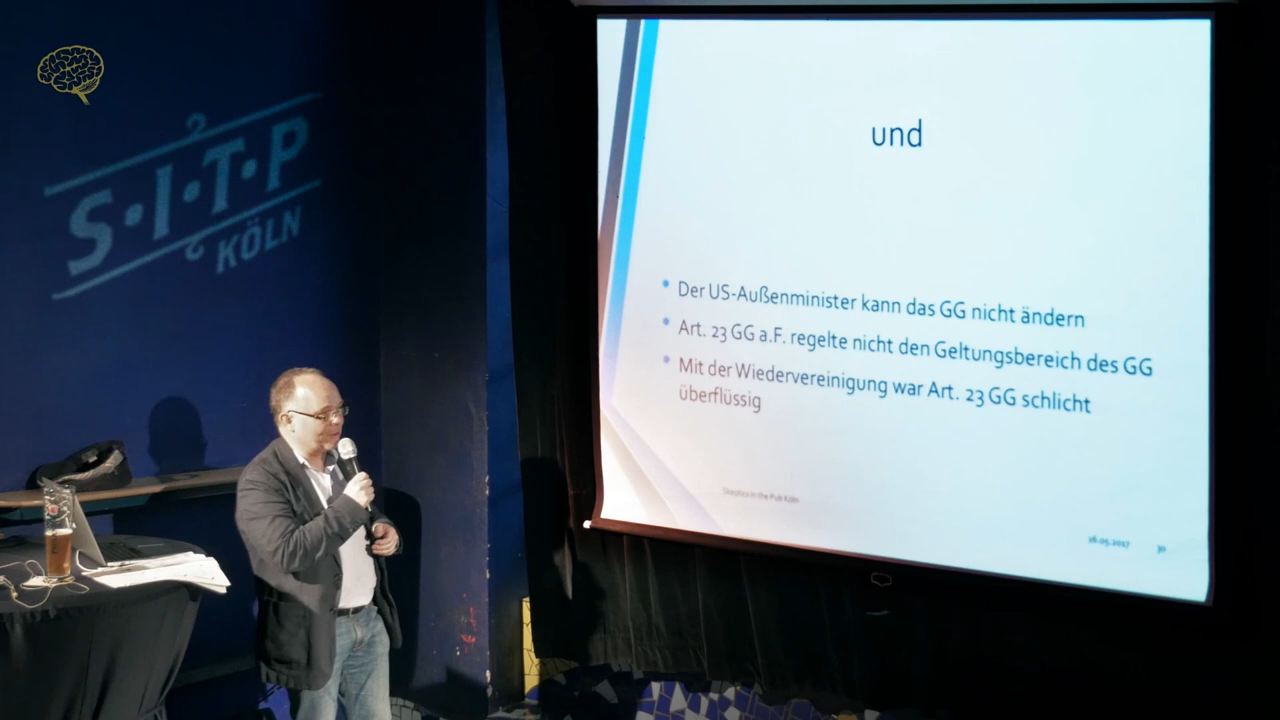 S·I·T·P
KÖLN
und
Der US-Außenminister kann das GG nicht ändern
Art. 23 GG a.F. regelte nicht den Geltungsbereich des GG
Mit der Wiedervereinigung war Art. 23 GG schlicht
überflüssig
Skeptics in the Pub Köln
16.05.2017
30